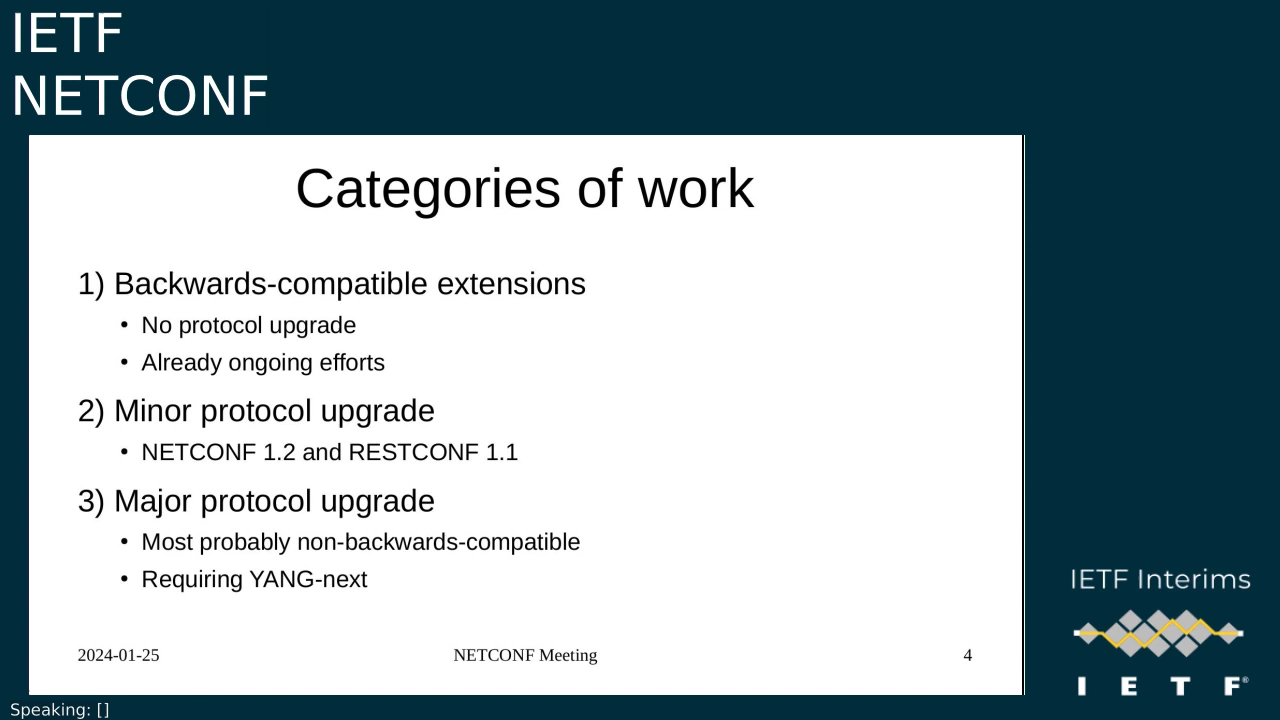 IETF
NETCONF
Categories of work
1) Backwards-compatible extensions
• No protocol upgrade
• Already ongoing efforts
2) Minor protocol upgrade
• NETCONF 1.2 and RESTCONF 1.1
3) Major protocol upgrade
• Most probably non-backwards-compatible
• Requiring YANG-next
2024-01-25 NETCONF Meeting 4
IETF Interims
I E T F®
Speaking: []